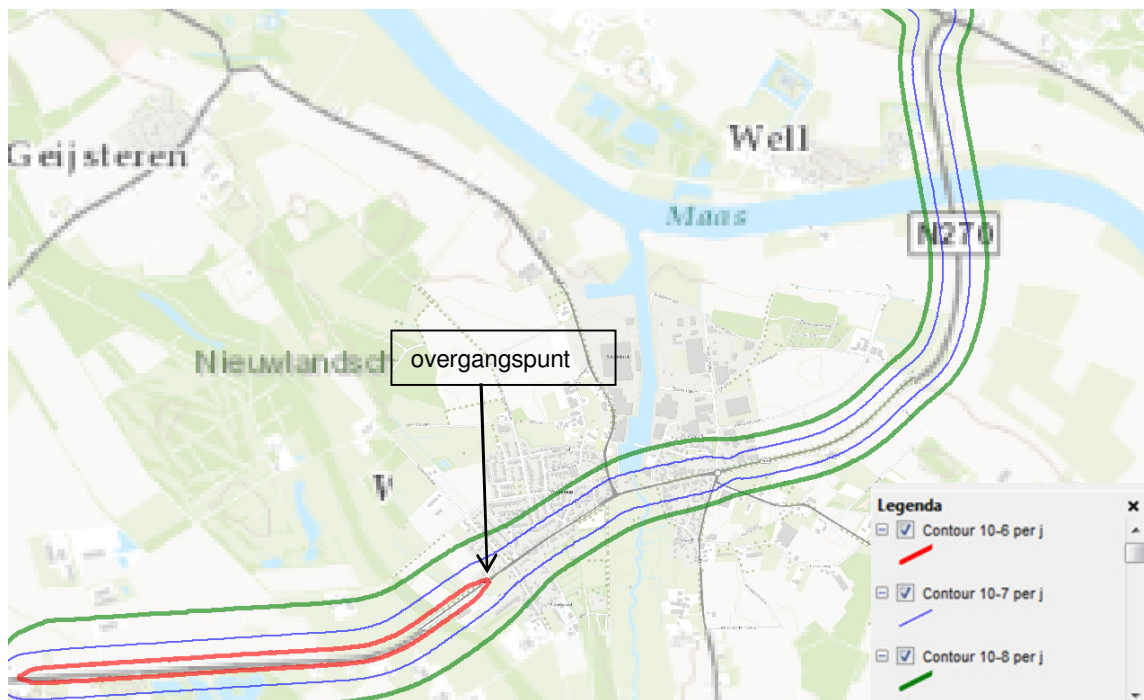 Well
Geijsteren
Maas
N270
overgangspunt
Nieuwlandsch
W
Legenda
Contour 10-6 per j
Contour 10-7 per j
Contour 10-8 per j